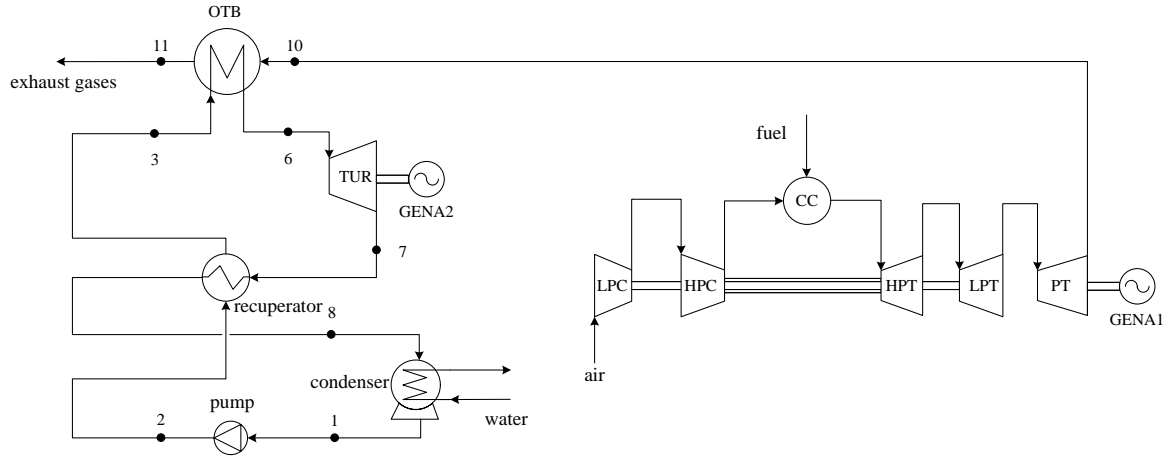 OTB
11
10
exhaust gases
3
6
TUR
GENA2
7
recuperator
8
condenser
water
pump
2
1
fuel
CC
LPC
HPC
HPT
LPT
PT
GENA1
air